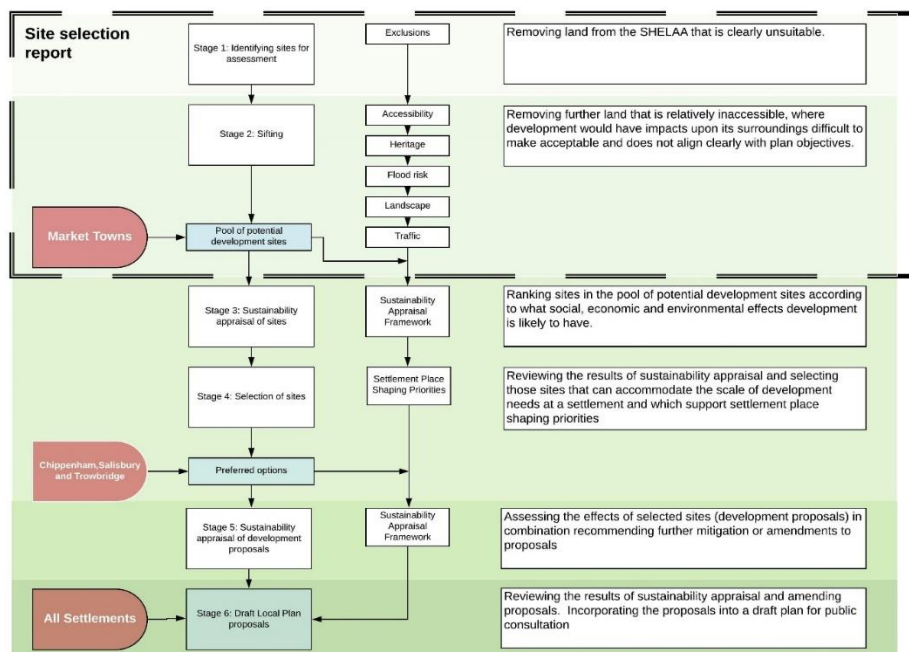 Site selection
report
Stage 1: Identifying sites for
assessment
Exclusions
Removing land from the SHELAA that is clearly unsuitable.
Stage 2: Sifting
Accessibility
Heritage
Flood risk
Landscape
Traffic
Removing further land that is relatively inaccessible, where
development would have impacts upon its surroundings difficult to
make acceptable and does not align clearly with plan objectives.
Market Towns
Pool of potential
development sites
Stage 3: Sustainability
appraisal of sites
Sustainability
Appraisal
Framework
Ranking sites in the pool of potential development sites according
to what social, economic and environmental effects development
is likely to have.
Stage 4: Selection of sites
Settlement Place
Shaping Priorities
Reviewing the results of sustainability appraisal and selecting
those sites that can accommodate the scale of development
needs at a settlement and which support settlement place
shaping priorities
Chippenham,Salisbury
and Trowbridge
Preferred options
Stage 5: Sustainability
appraisal of development
proposals
Sustainability
Appraisal
Framework
Assessing the effects of selected sites (development proposals) in
combination recommending further mitigation or amendments to
proposals
All Settlements
Stage 6: Draft Local Plan
proposals
Reviewing the results of sustainability appraisal and amending
proposals. Incorporating the proposals into a draft plan for public
consultation